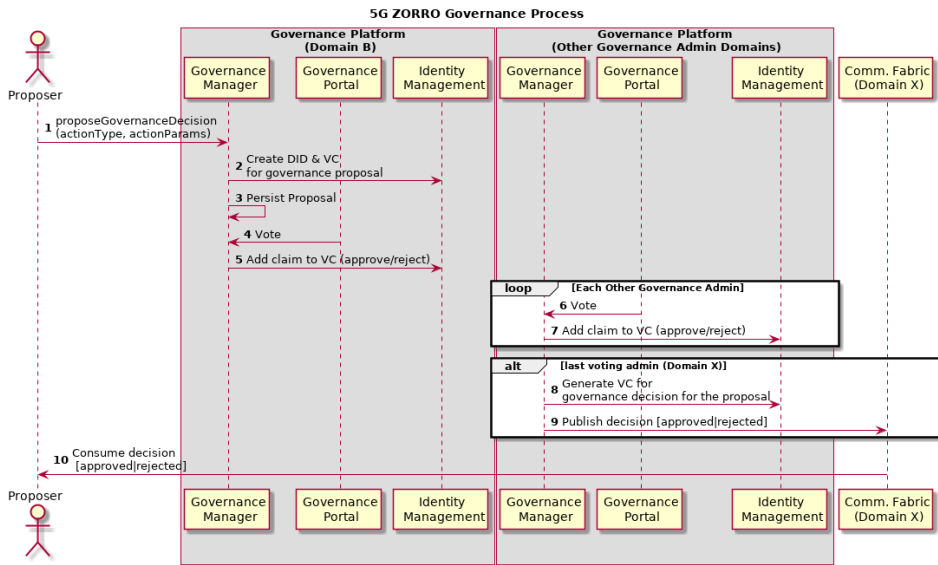 5G ZORRO Governance Process
Governance Platform
(Domain B)
Governance Platform
(Other Governance Admin Domains)
Proposer
Governance
Manager
Governance
Portal
Identity
Management
Governance
Manager
Governance
Portal
Identity
Management
Comm. Fabric
(Domain X)
1 proposeGovernanceDecision
(actionType, actionParams)
2 Create DID & VC
for governance proposal
3 Persist Proposal
4 Vote
5 Add claim to VC (approve/reject)
loop [Each Other Governance Admin]
6 Vote
7 Add claim to VC (approve/reject)
alt [last voting admin (Domain X)]
8 Generate VC for
governance decision for the proposal
9 Publish decision [approved|rejected]
10 Consume decision
[approved|rejected]
Proposer
Governance
Manager
Governance
Portal
Identity
Management
Governance
Manager
Governance
Portal
Identity
Management
Comm. Fabric
(Domain X)